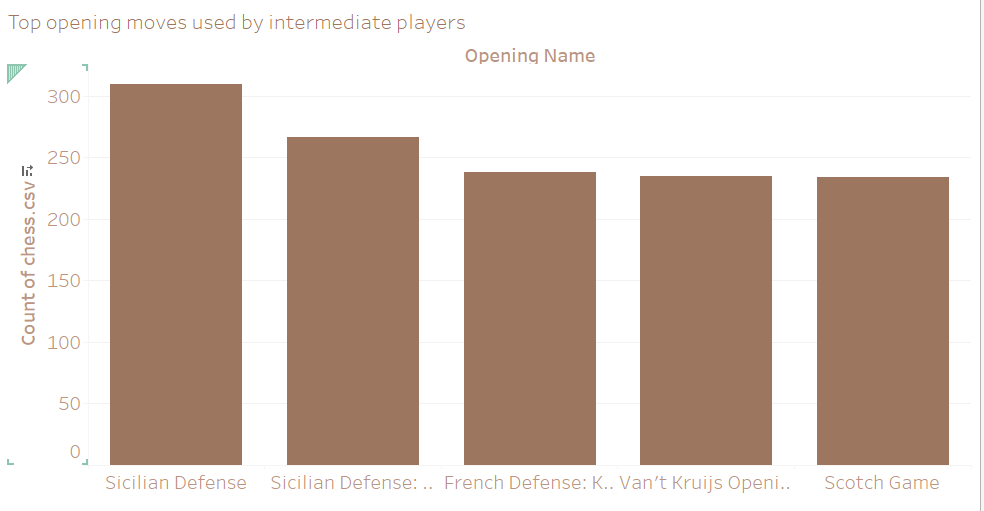 Top opening moves used by intermediate players
Opening Name
Count of chess.csv
300
250
200
150
100
50
0
Sicilian Defense
Sicilian Defense: ..
French Defense: K..
Van't Kruijs Openi..
Scotch Game